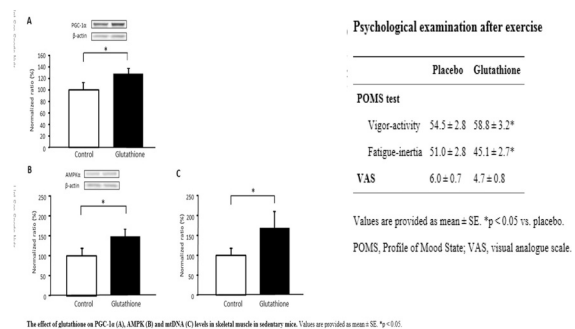 A
PGC-1α
β-actin
*
Normalized ratio (%)
160
140
120
100
80
60
40
20
0
Control Glutathione
B
AMPKα
β-actin
*
Normalized ratio (%)
250
200
150
100
50
0
Control Glutathione
C
*
Normalized ratio (%)
250
200
150
100
50
0
Control Glutathione
The effect of glutathione on PGC-1α (A), AMPK (B) and mtDNA (C) levels in skeletal muscle in sedentary mice. Values are provided as mean ± SE. *p < 0.05.
Psychological examination after exercise
Placebo Glutathione
POMS test
Vigor-activity 54.5 ± 2.8 58.8 ± 3.2*
Fatigue-inertia 51.0 ± 2.8 45.1 ± 2.7*
VAS 6.0 ± 0.7 4.7 ± 0.8
Values are provided as mean ± SE. *p < 0.05 vs. placebo.
POMS, Profile of Mood State; VAS, visual analogue scale.